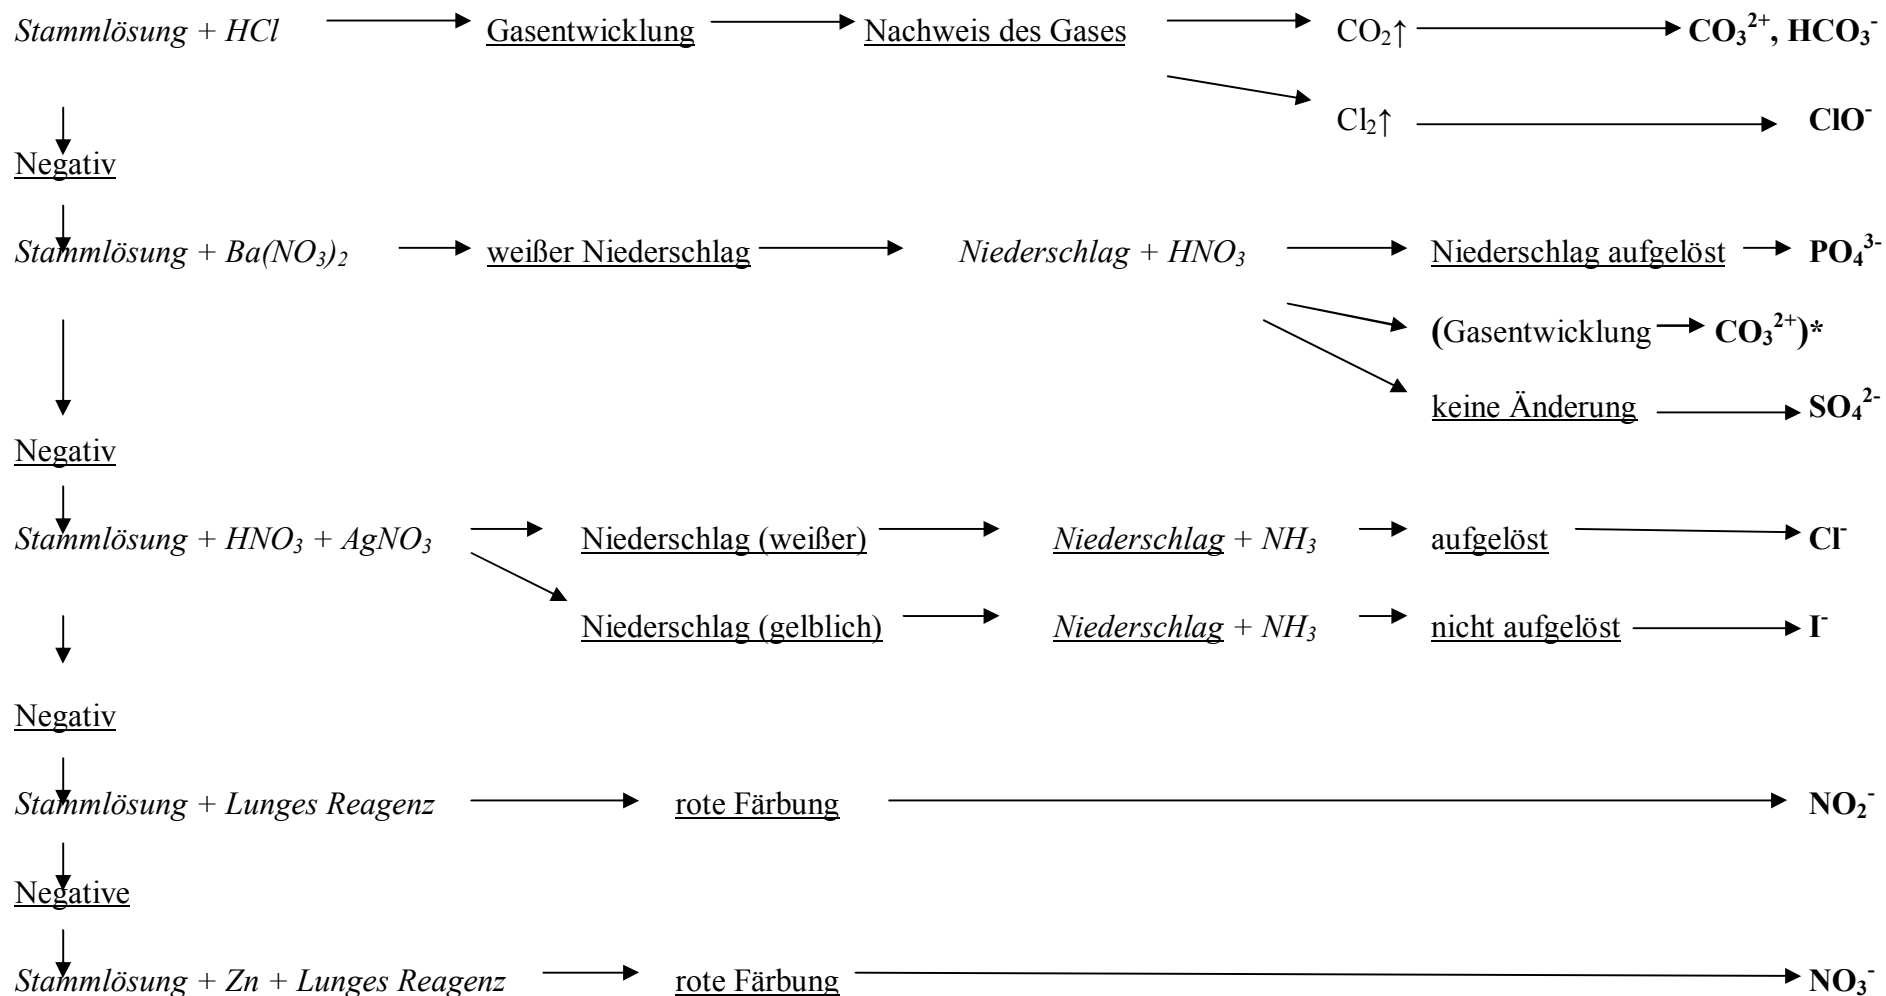 Stammlösung + HCl Gasentwicklung Nachweis des Gases CO₂↑ CO₃²⁺, HCO₃⁻
Cl₂↑ ClO⁻
Negativ
Stammlösung + Ba(NO₃)₂ weißer Niederschlag Niederschlag + HNO₃ Niederschlag aufgelöst PO₄³⁻
(Gasentwicklung CO₃²⁺)*
keine Änderung SO₄²⁻
Negativ
Stammlösung + HNO₃ + AgNO₃ Niederschlag (weißer) Niederschlag + NH₃ aufgelöst Cl⁻
Niederschlag (gelblich) Niederschlag + NH₃ nicht aufgelöst I⁻
Negativ
Stammlösung + Lunges Reagenz rote Färbung NO₂⁻
Negative
Stammlösung + Zn + Lunges Reagenz rote Färbung NO₃⁻